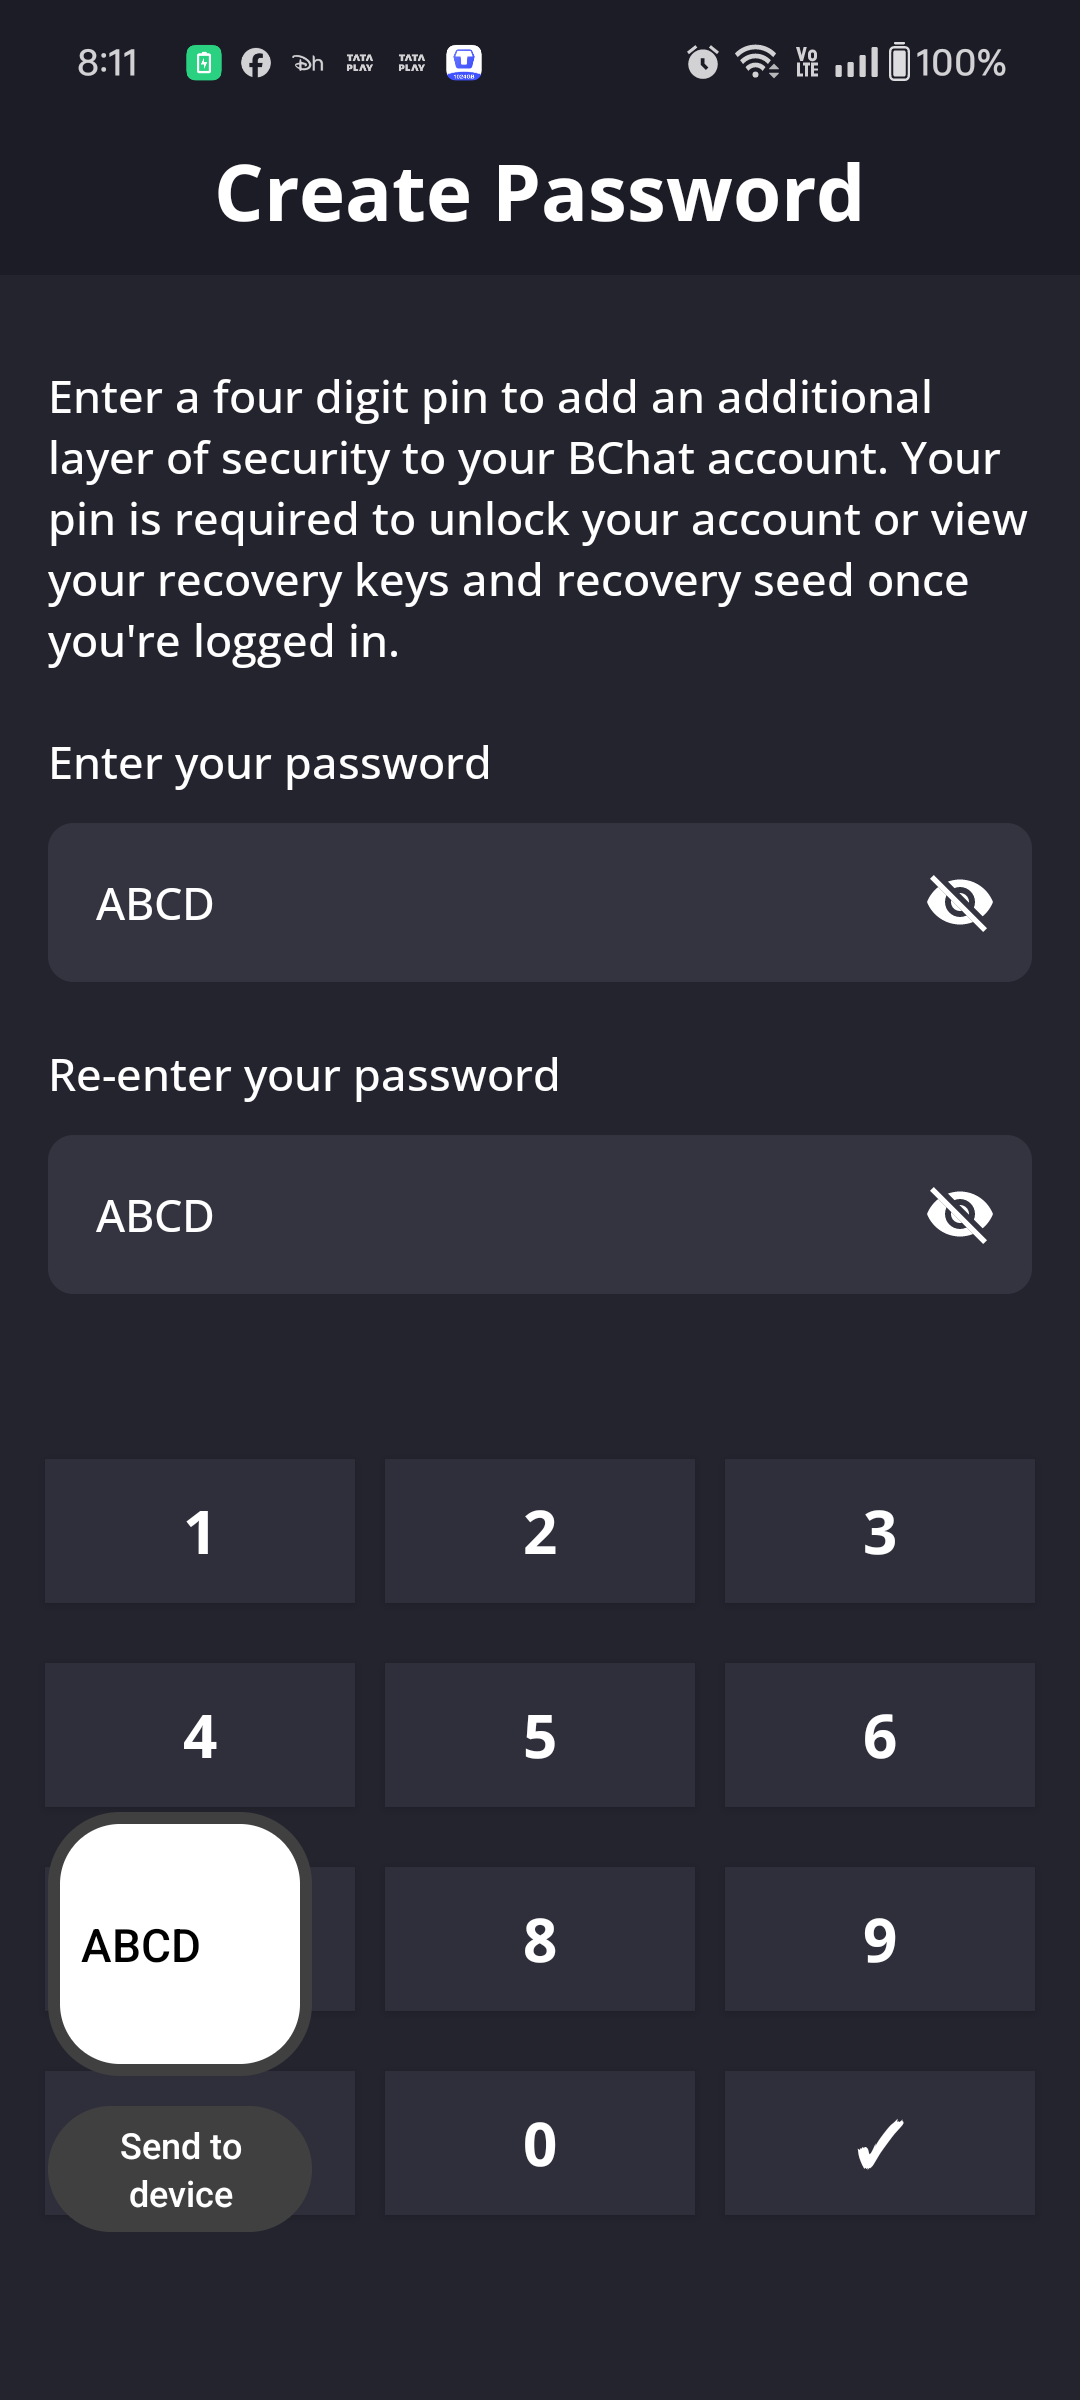 8:11
Dh
TATA PLAY
TATA PLAY
Vo LTE
100%
Create Password
Enter a four digit pin to add an additional
layer of security to your BChat account. Your
pin is required to unlock your account or view
your recovery keys and recovery seed once
you're logged in.
Enter your password
ABCD
Re-enter your password
ABCD
1 2 3
4 5 6
ABCD 8 9
Send to
device
0 ✓